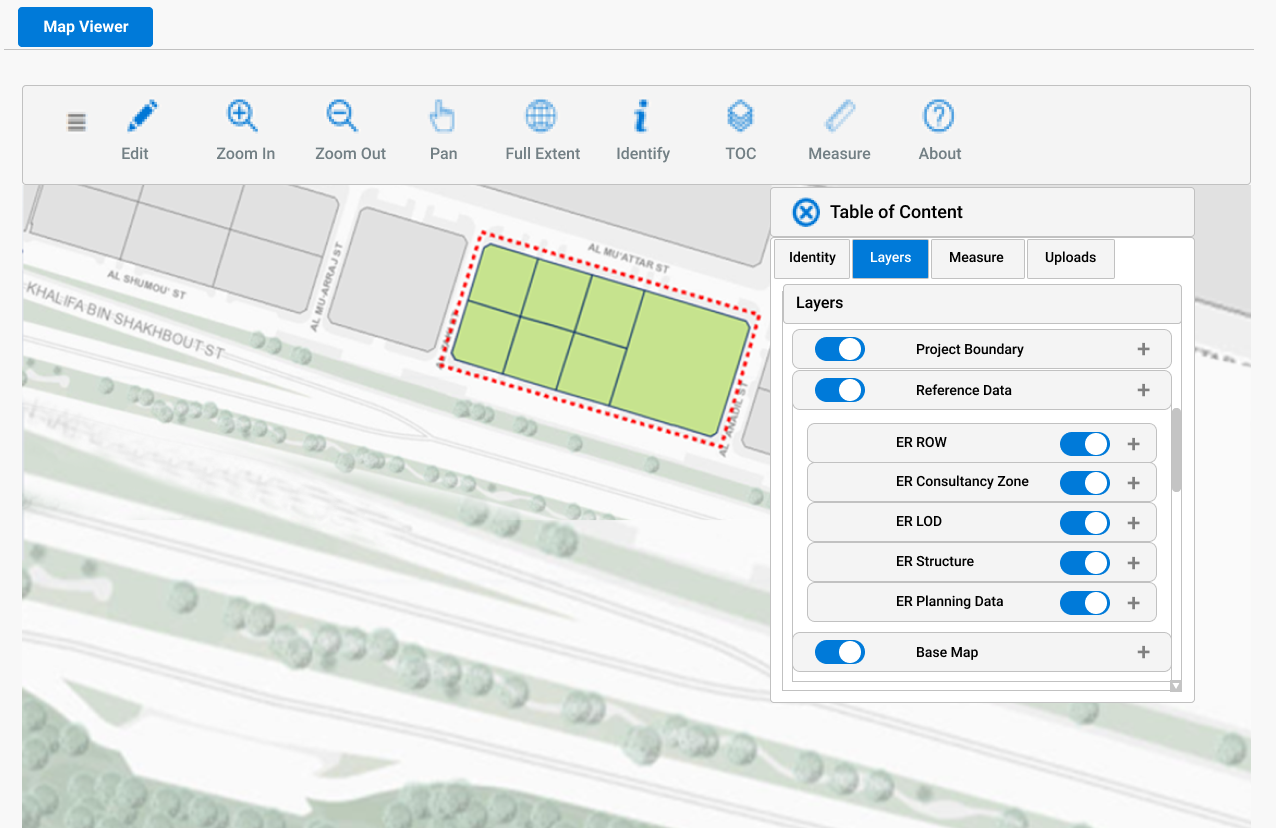 Map Viewer
Edit
Zoom In
Zoom Out
Pan
Full Extent
Identify
TOC
Measure
About
Table of Content
Identity
Layers
Measure
Uploads
Layers
Project Boundary
Reference Data
ER ROW
ER Consultancy Zone
ER LOD
ER Structure
ER Planning Data
Base Map
AL MU'ATTAR ST
AL SHUMOU' ST
AL MU-ARRAJ ST
KHALIFA BIN SHAKHBOUT ST
AL ANADIL ST